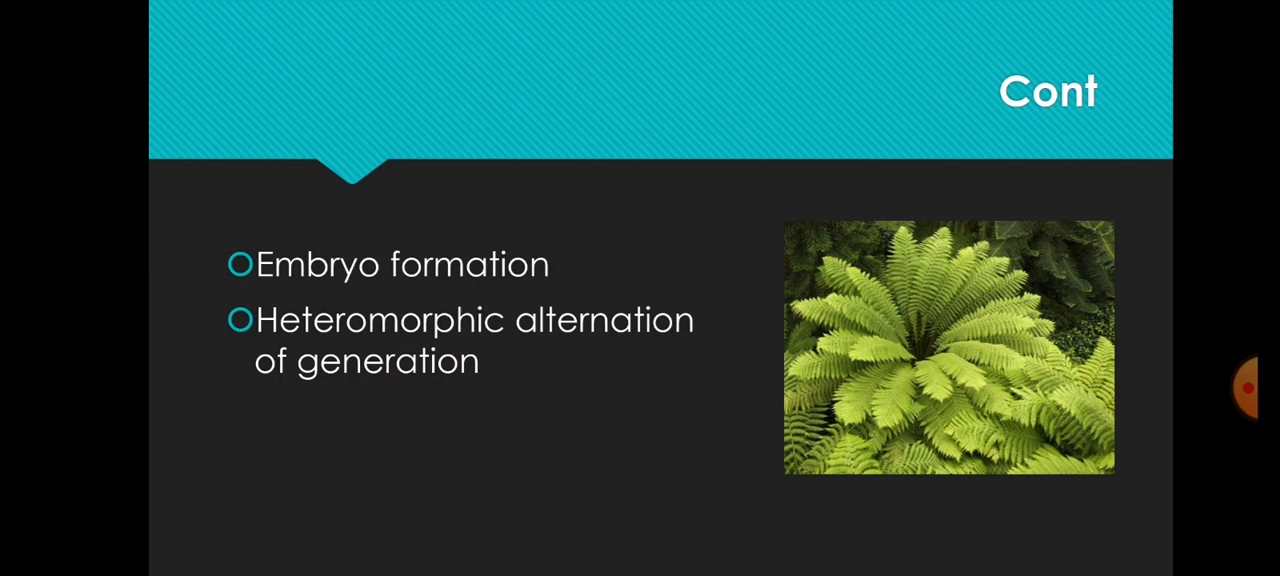 Cont
Embryo formation
Heteromorphic alternation
of generation